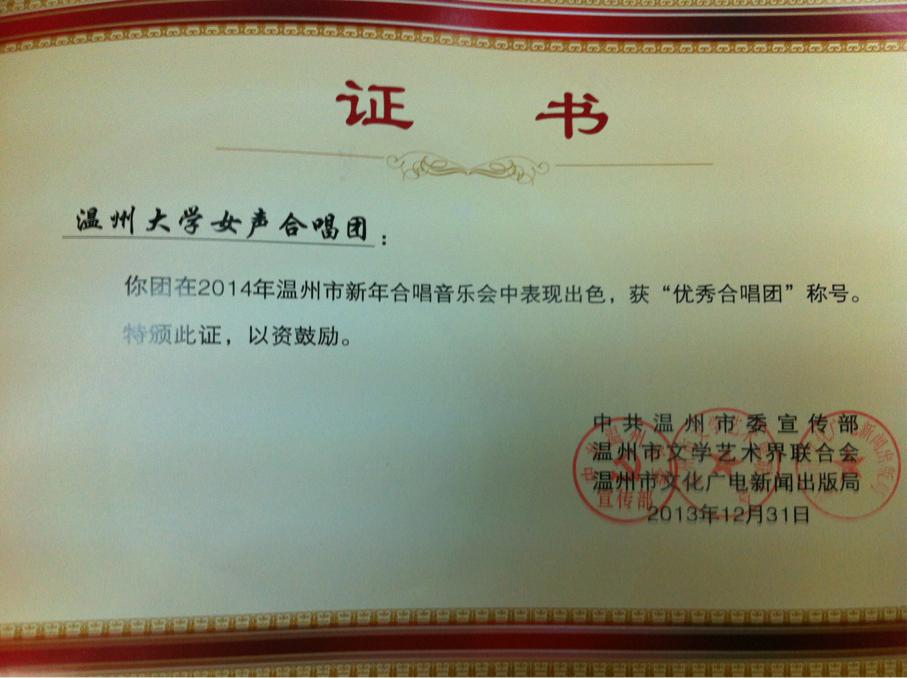 证 书
温州大学女声合唱团：
你团在2014年温州市新年合唱音乐会中表现出色，获“优秀合唱团”称号。
特颁此证，以资鼓励。
中共温州市委宣传部
温州市文学艺术界联合会
温州市文化广电新闻出版局
2013年12月31日
宣传部